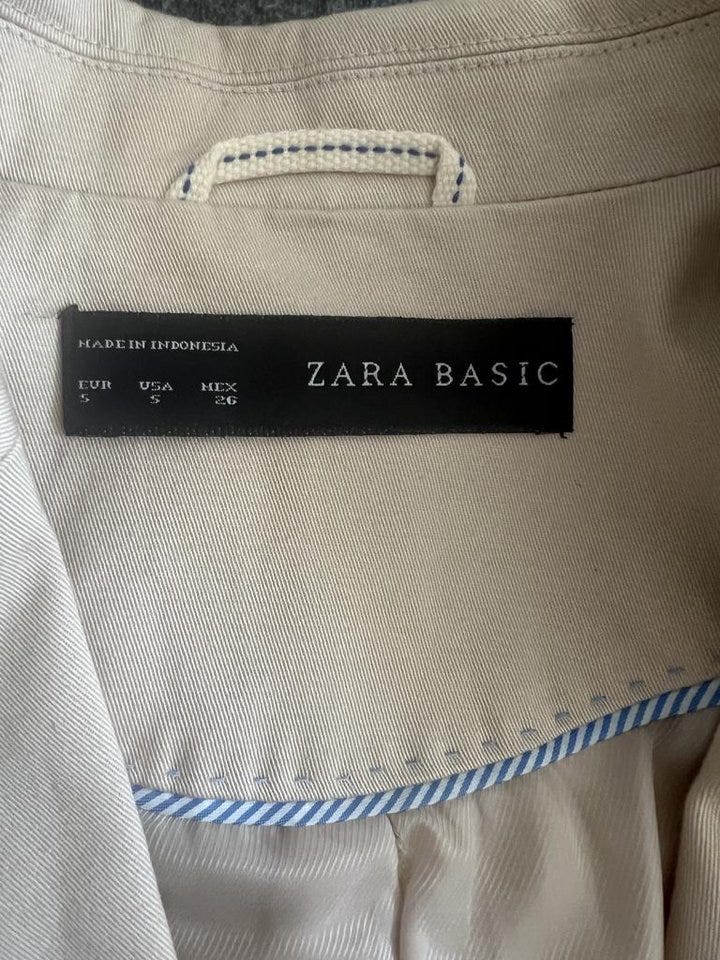 MADE IN INDONESIA
EUR USA MEX
S S 26
ZARA BASIC